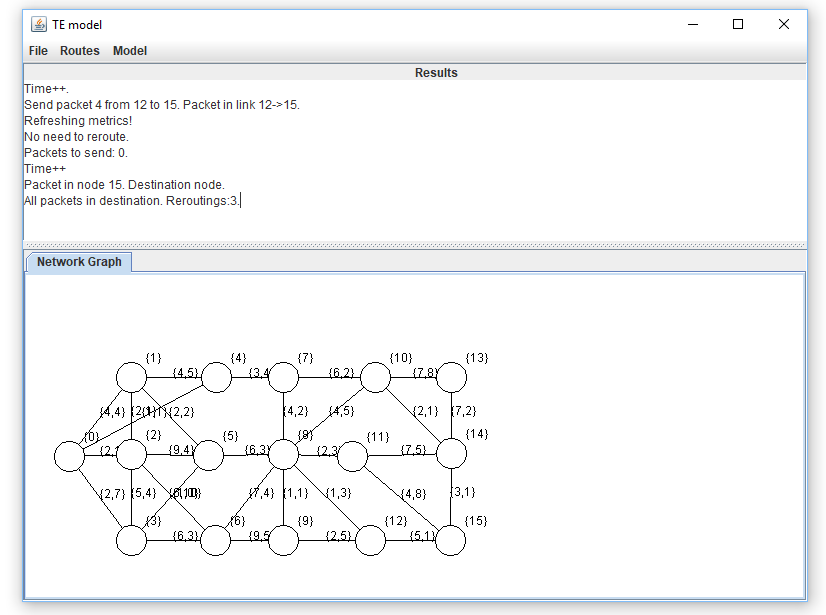 TE model
File Routes Model
Results
Time++.
Send packet 4 from 12 to 15. Packet in link 12->15.
Refreshing metrics!
No need to reroute.
Packets to send: 0.
Time++
Packet in node 15. Destination node.
All packets in destination. Reroutings:3.
Network Graph
{1} {4} {7} {10} {13}
{4,5} {3,4 {6,2} {7,8}
{4,4} {2,1} {2,2} {4,2} {4,5} {2,1} {7,2}
{0} {2} {5} {8} {11} {14}
{2, {9,4} {6,3} {2,3 {7,5}
{2,7} {5,4} {7,4} {1,1} {1,3} {4,8} {3,1}
{3} {6} {9} {12} {15}
{6,3} {9,5 {2,5} {5,1}